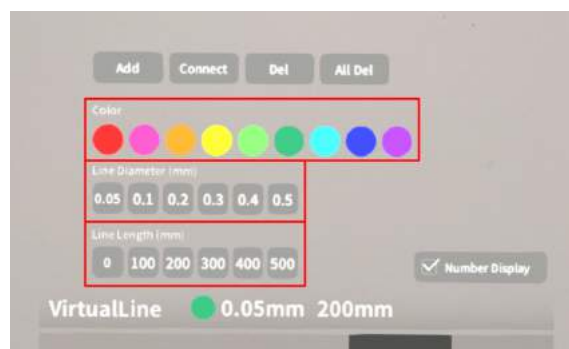 Add Connect Del All Del
Color
Line Diameter (mm)
0.05 0.1 0.2 0.3 0.4 0.5
Line Length (mm)
0 100 200 300 400 500
Number Display
VirtualLine 0.05mm 200mm